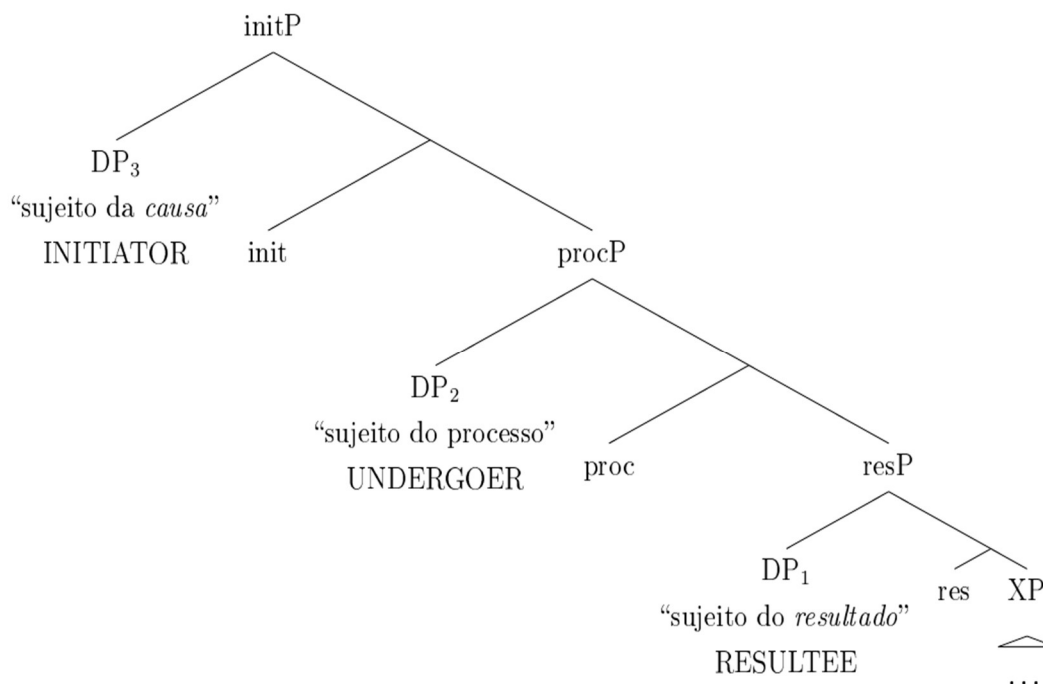 initP
DP₃
“sujeito da causa”
INITIATOR
init
procP
DP₂
“sujeito do processo”
UNDERGOER
proc
resP
DP₁
“sujeito do resultado”
RESULTEE
res
XP
...